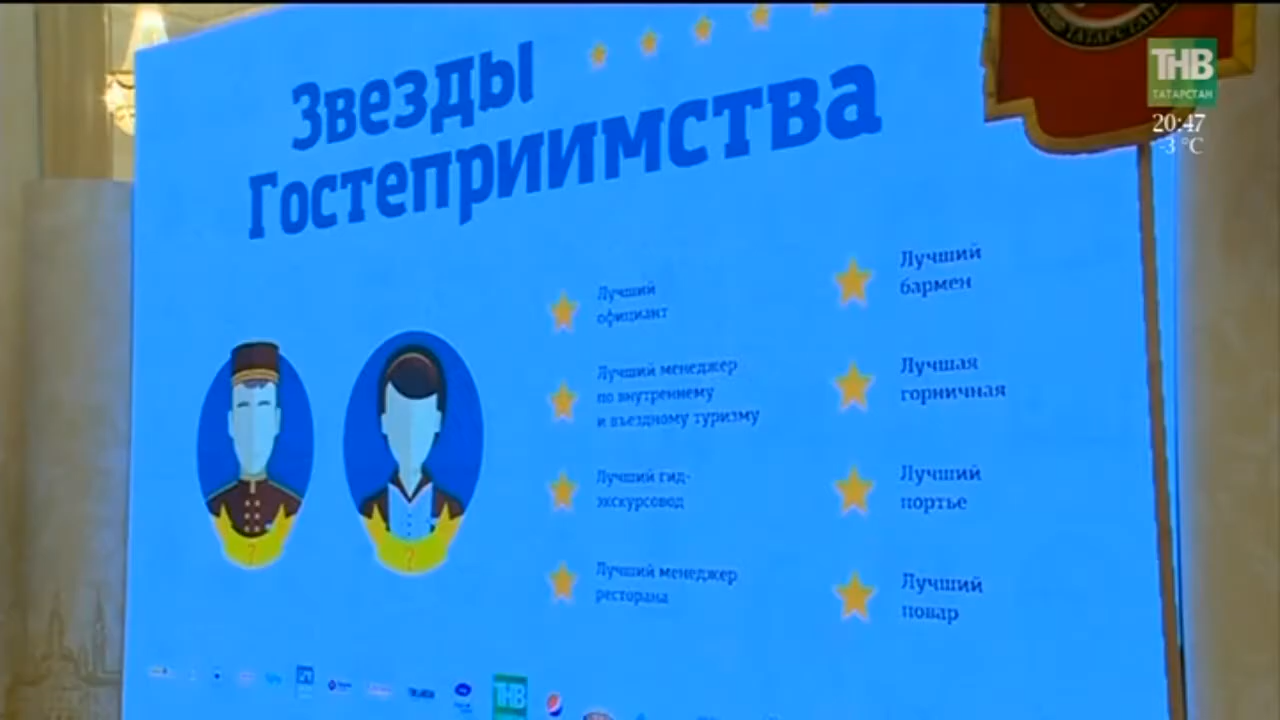 Звезды
Гостеприимства
ТАТАРСТАН
ТНВ
ТАТАРСТАН
20:47
-3 °C
Лучший
официант
Лучший менеджер
по внутреннему
и въездному туризму
Лучший гид-
экскурсовод
Лучший менеджер
ресторана
Лучший
бармен
Лучшая
горничная
Лучший
портье
Лучший
повар
?
?
ТНВ